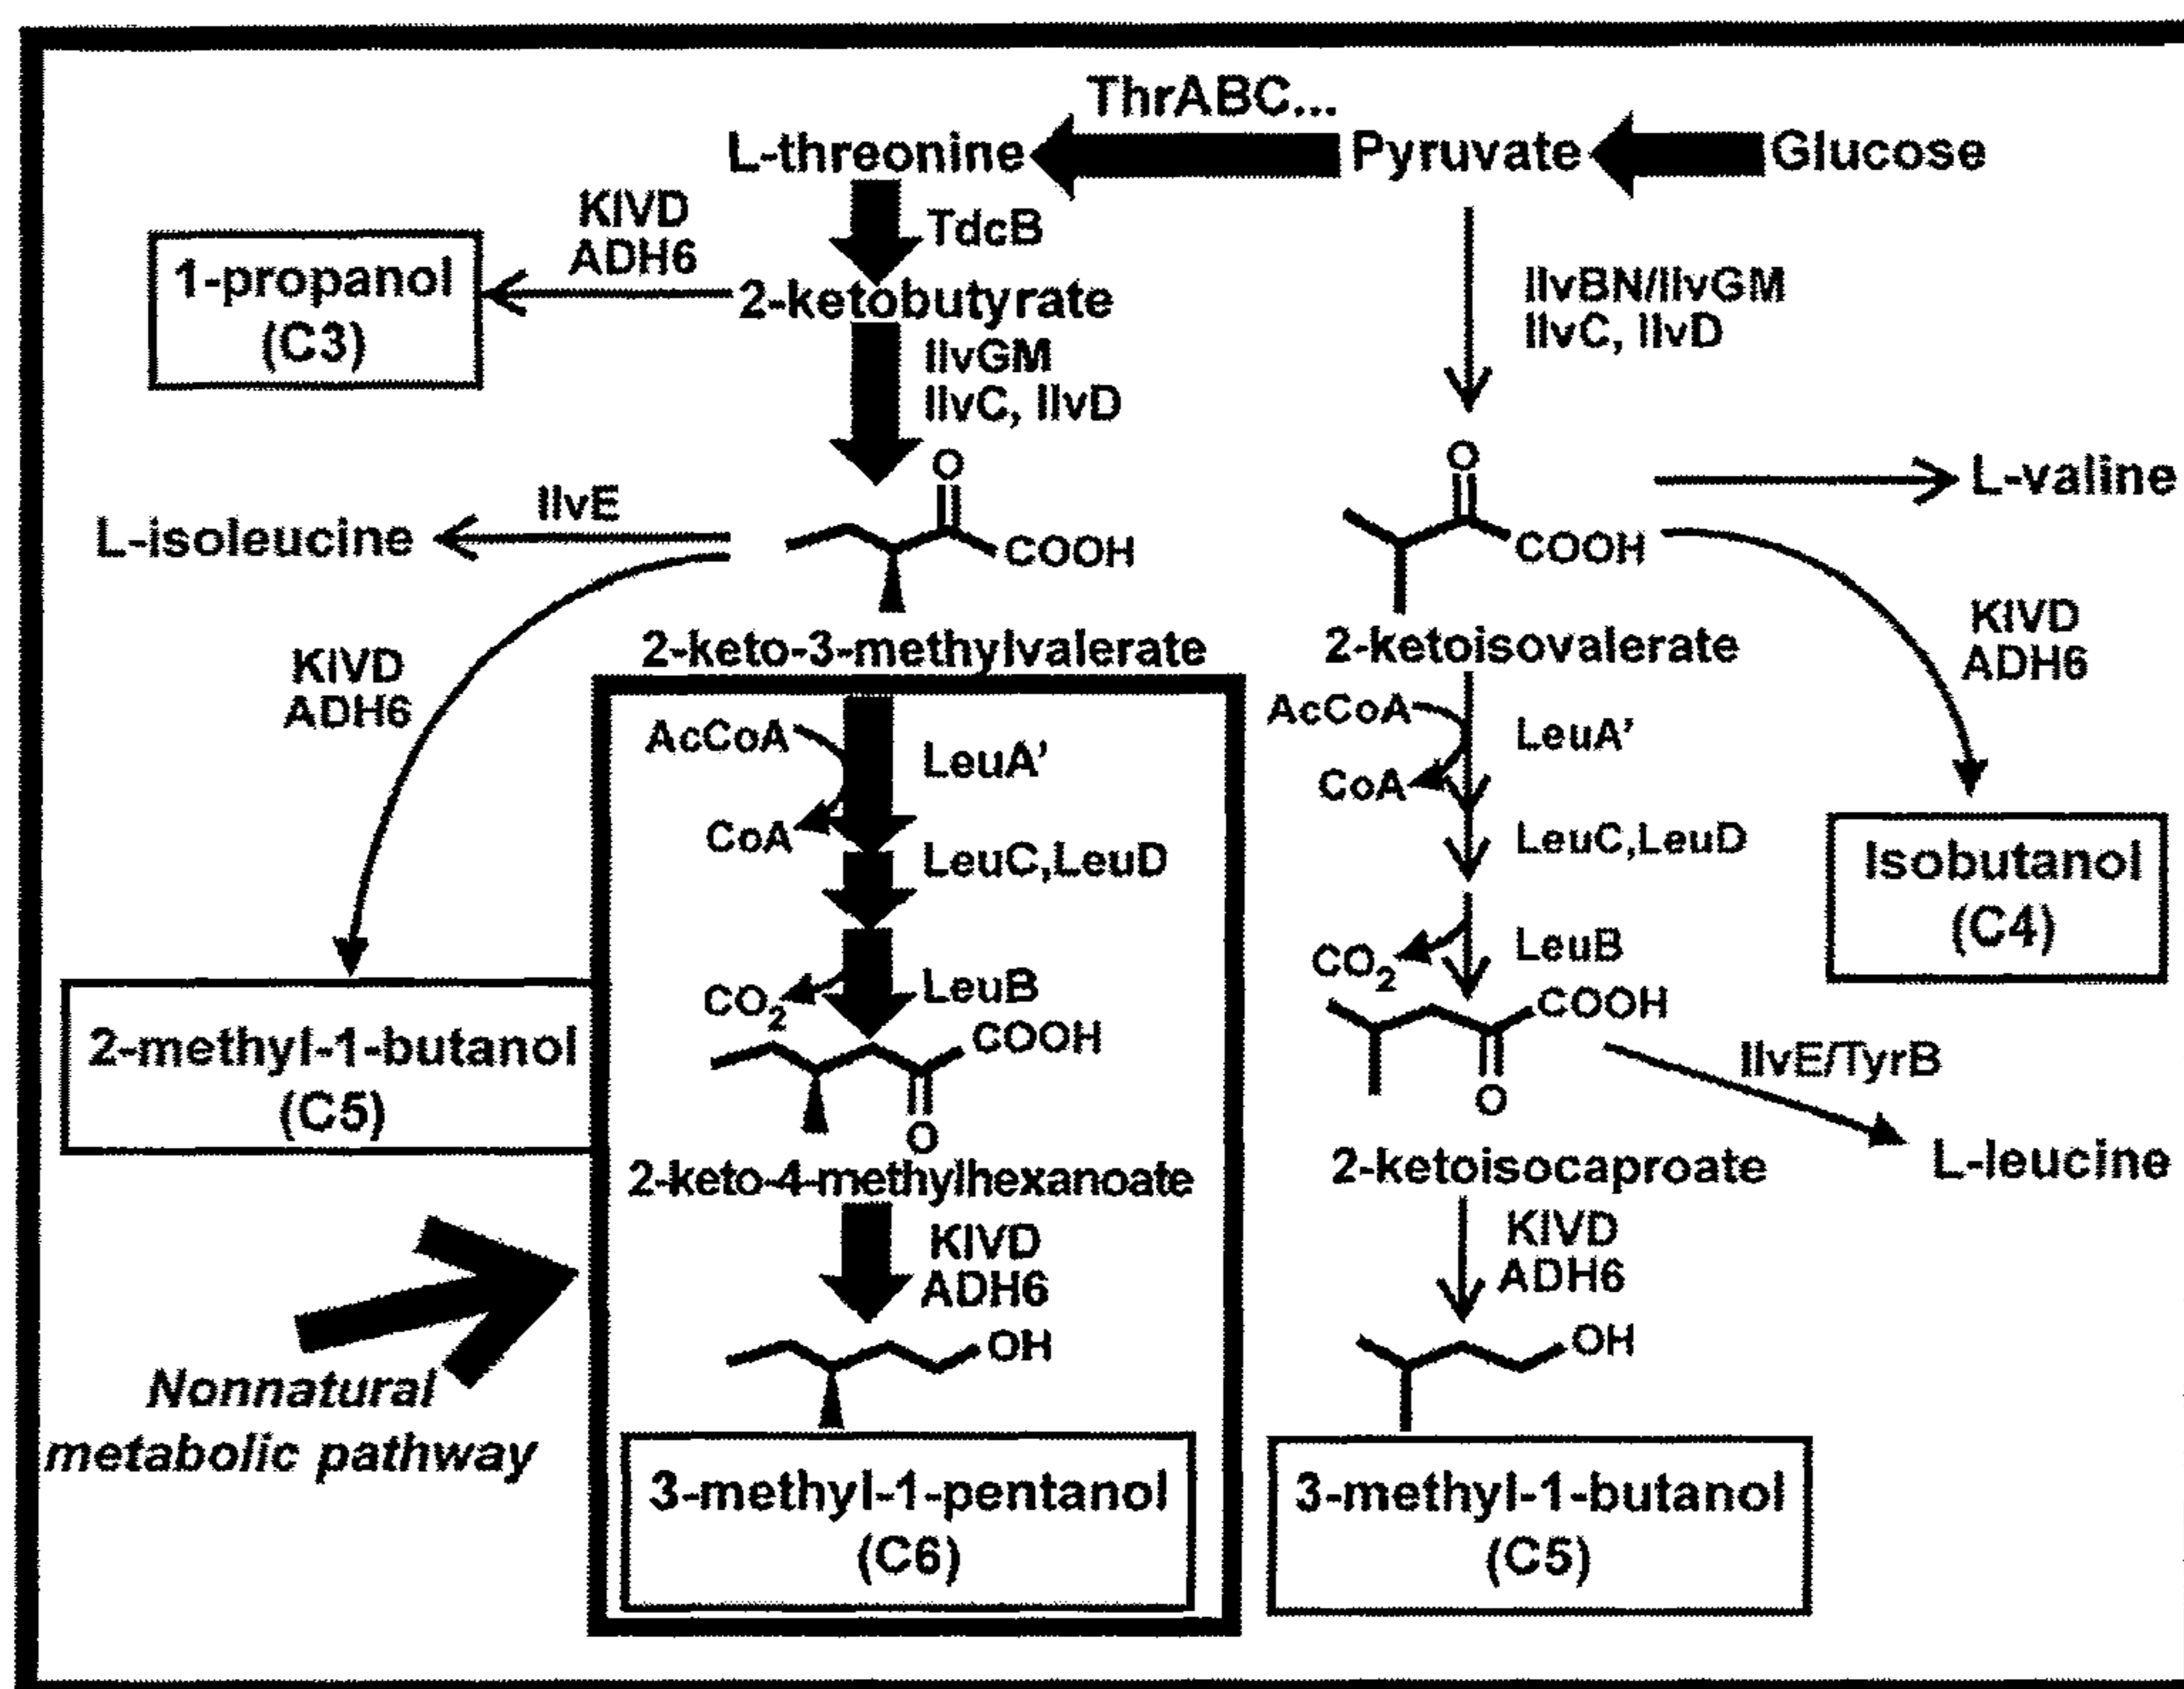 ThrABC...
L-threonine
Pyruvate
Glucose
KIVD
ADH6
TdcB
1-propanol
(C3)
2-ketobutyrate
IlvGM
IlvC, IlvD
IlvBN/IlvGM
IlvC, IlvD
O
COOH
O
COOH
L-valine
L-isoleucine
IlvE
KIVD
ADH6
2-keto-3-methylvalerate
2-ketoisovalerate
KIVD
ADH6
AcCoA
LeuA’
CoA
LeuC,LeuD
CO2
LeuB
COOH
O
2-keto-4-methylhexanoate
AcCoA
LeuA’
CoA
LeuC,LeuD
CO2
LeuB
COOH
O
Isobutanol
(C4)
2-methyl-1-butanol
(C5)
IlvE/TyrB
2-ketoisocaproate
L-leucine
KIVD
ADH6
OH
KIVD
ADH6
OH
Nonnatural
metabolic pathway
3-methyl-1-pentanol
(C6)
3-methyl-1-butanol
(C5)